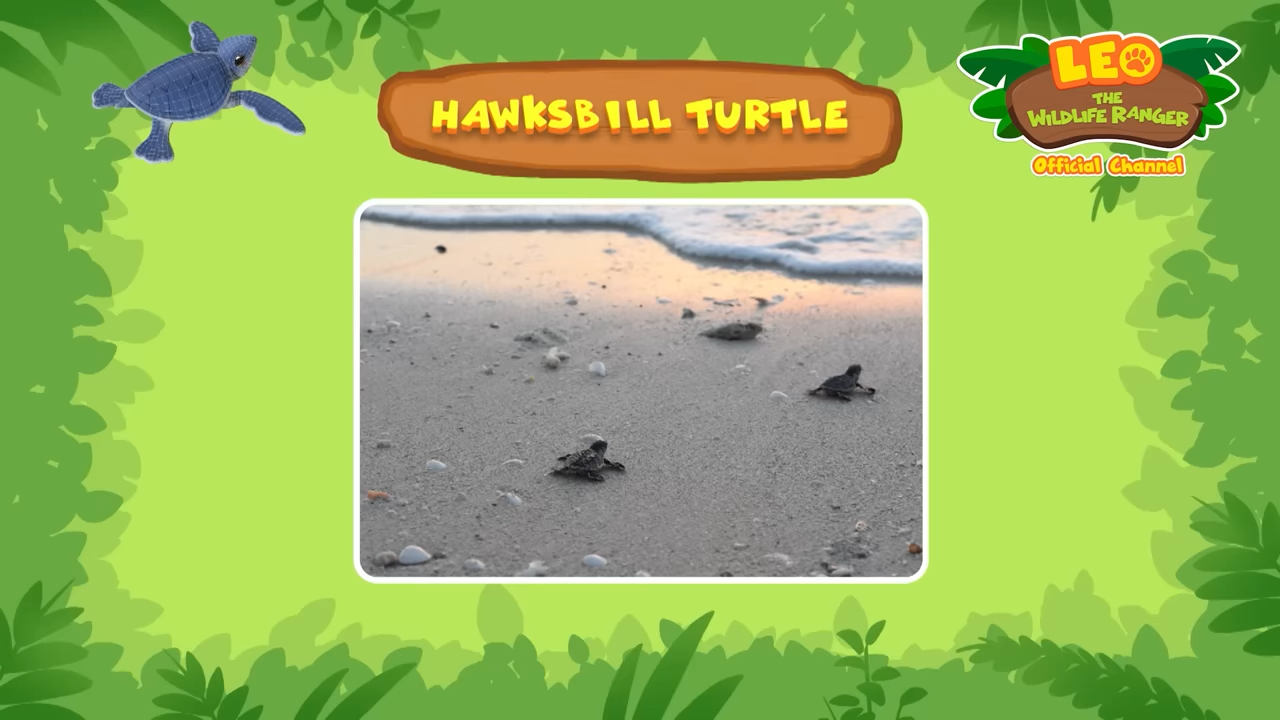 HAWKSBILL TURTLE
LEO
THE
WILDLIFE RANGER
Official Channel